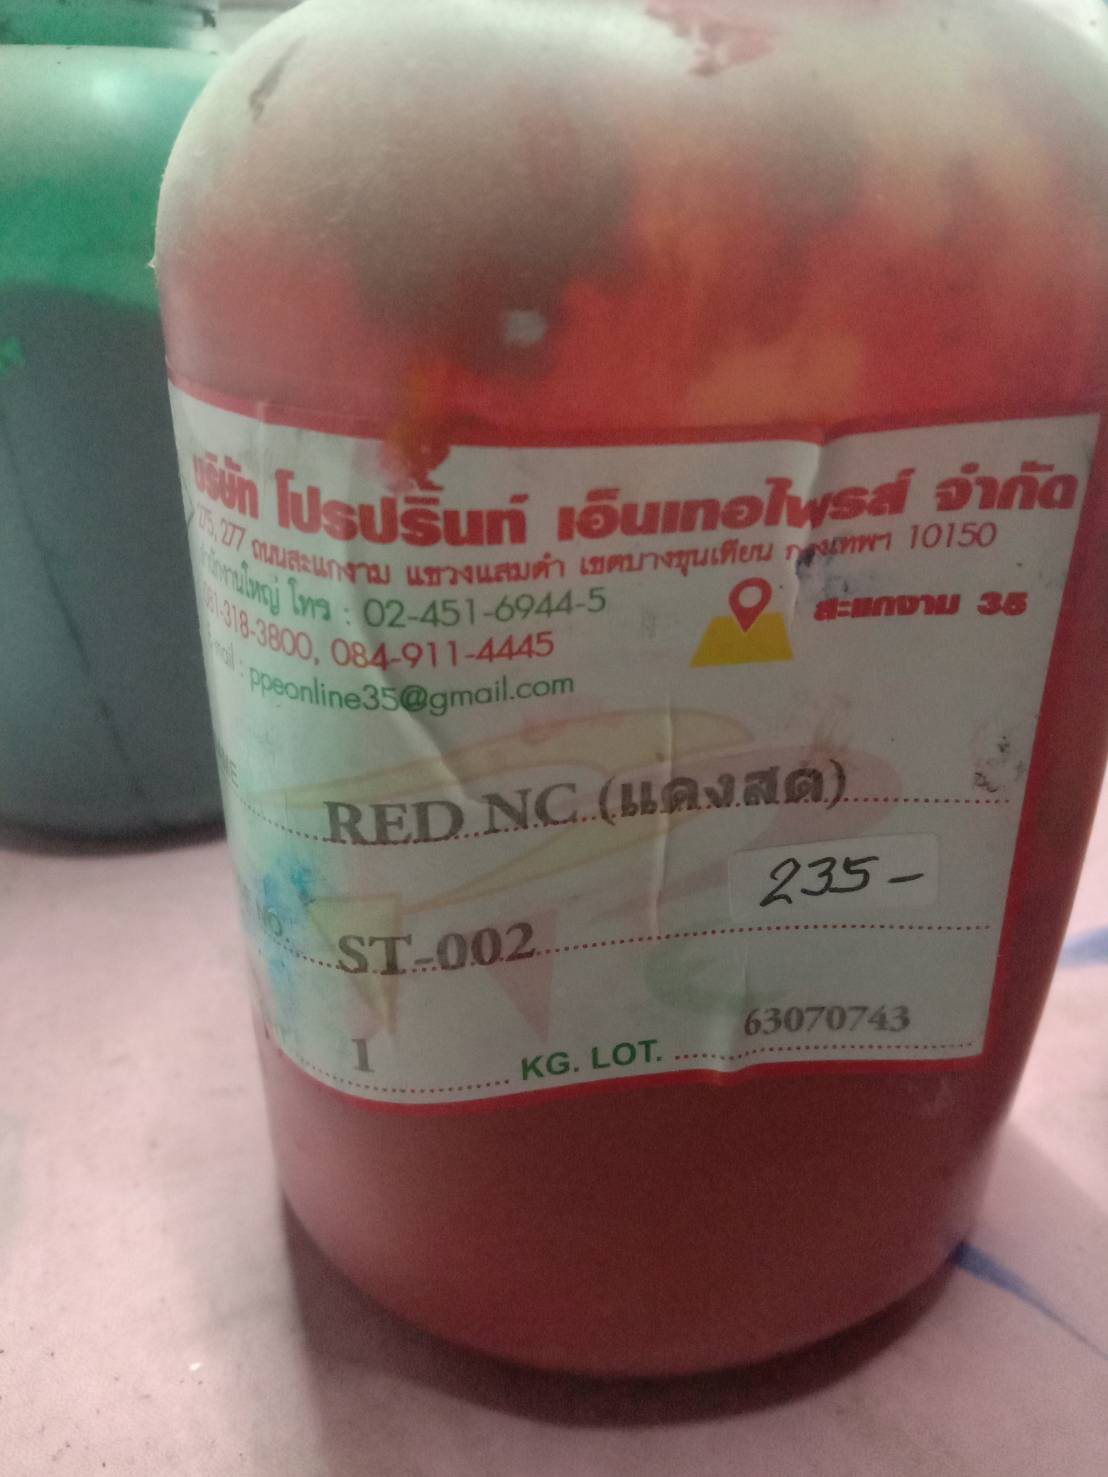 บริษัท โปรปริ้นท์ เอ็นเทอไพรส์ จำกัด
275, 277 ถนนสะแกงาม แขวงแสมดำ เขตบางขุนเทียน กรุงเทพฯ 10150
สำนักงานใหญ่ โทร : 02-451-6944-5
081-318-3800, 084-911-4445
สะแกงาม 35
E-mail : ppeonline35@gmail.com
RED NC (แดงสด)
235-
NO. ST-002
1 KG. LOT. 63070743